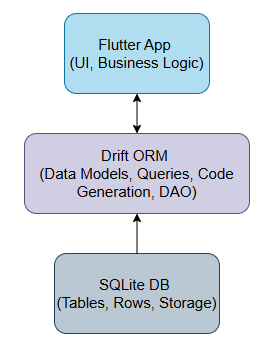 Flutter App
(UI, Business Logic)
Drift ORM
(Data Models, Queries, Code
Generation, DAO)
SQLite DB
(Tables, Rows, Storage)